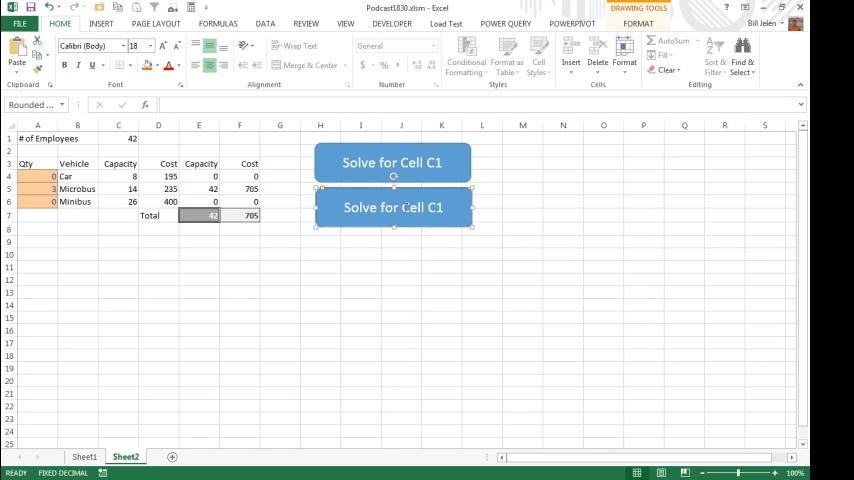 Podcast1830.xlsm - Excel
DRAWING TOOLS
FILE HOME INSERT PAGE LAYOUT FORMULAS DATA REVIEW VIEW DEVELOPER Load Test POWER QUERY POWERPIVOT FORMAT Bill Jelen
Paste Calibri (Body) 18 Wrap Text General Conditional Formatting Format as Table Cell Styles Insert Delete Format AutoSum Fill Clear Sort & Filter Find & Select
B I U Merge & Center $ % ,
Clipboard Font Alignment Number Styles Cells Editing
Rounded ... fx
A B C D E F G H I J K L M N O P Q R S
1 # of Employees 42
2
3 Qty Vehicle Capacity Cost Capacity Cost
4 0 Car 8 195 0 0
5 3 Microbus 14 235 42 705
6 0 Minibus 26 400 0 0
7 Total 42 705
8
9
10
11
12
13
14
15
16
17
18
19
20
21
22
23
24
25
Solve for Cell C1
Solve for Cell C1
Sheet1 Sheet2
READY FIXED DECIMAL 100%